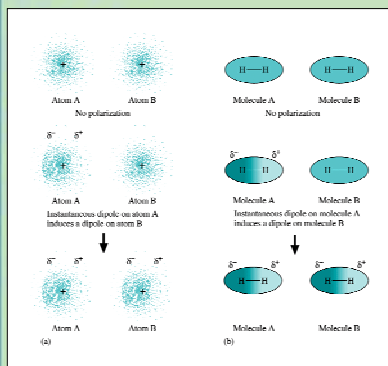 + +
Atom A Atom B
No polarization
δ− δ+
+ +
Atom A Atom B
Instantaneous dipole on atom A
induces a dipole on atom B
δ− δ+ δ− δ+
+ +
Atom A Atom B
(a)
H—H H—H
Molecule A Molecule B
No polarization
δ− δ+
H H H—H
Molecule A Molecule B
Instantaneous dipole on molecule A
induces a dipole on molecule B
δ− δ+ δ− δ+
H—H H—H
Molecule A Molecule B
(b)